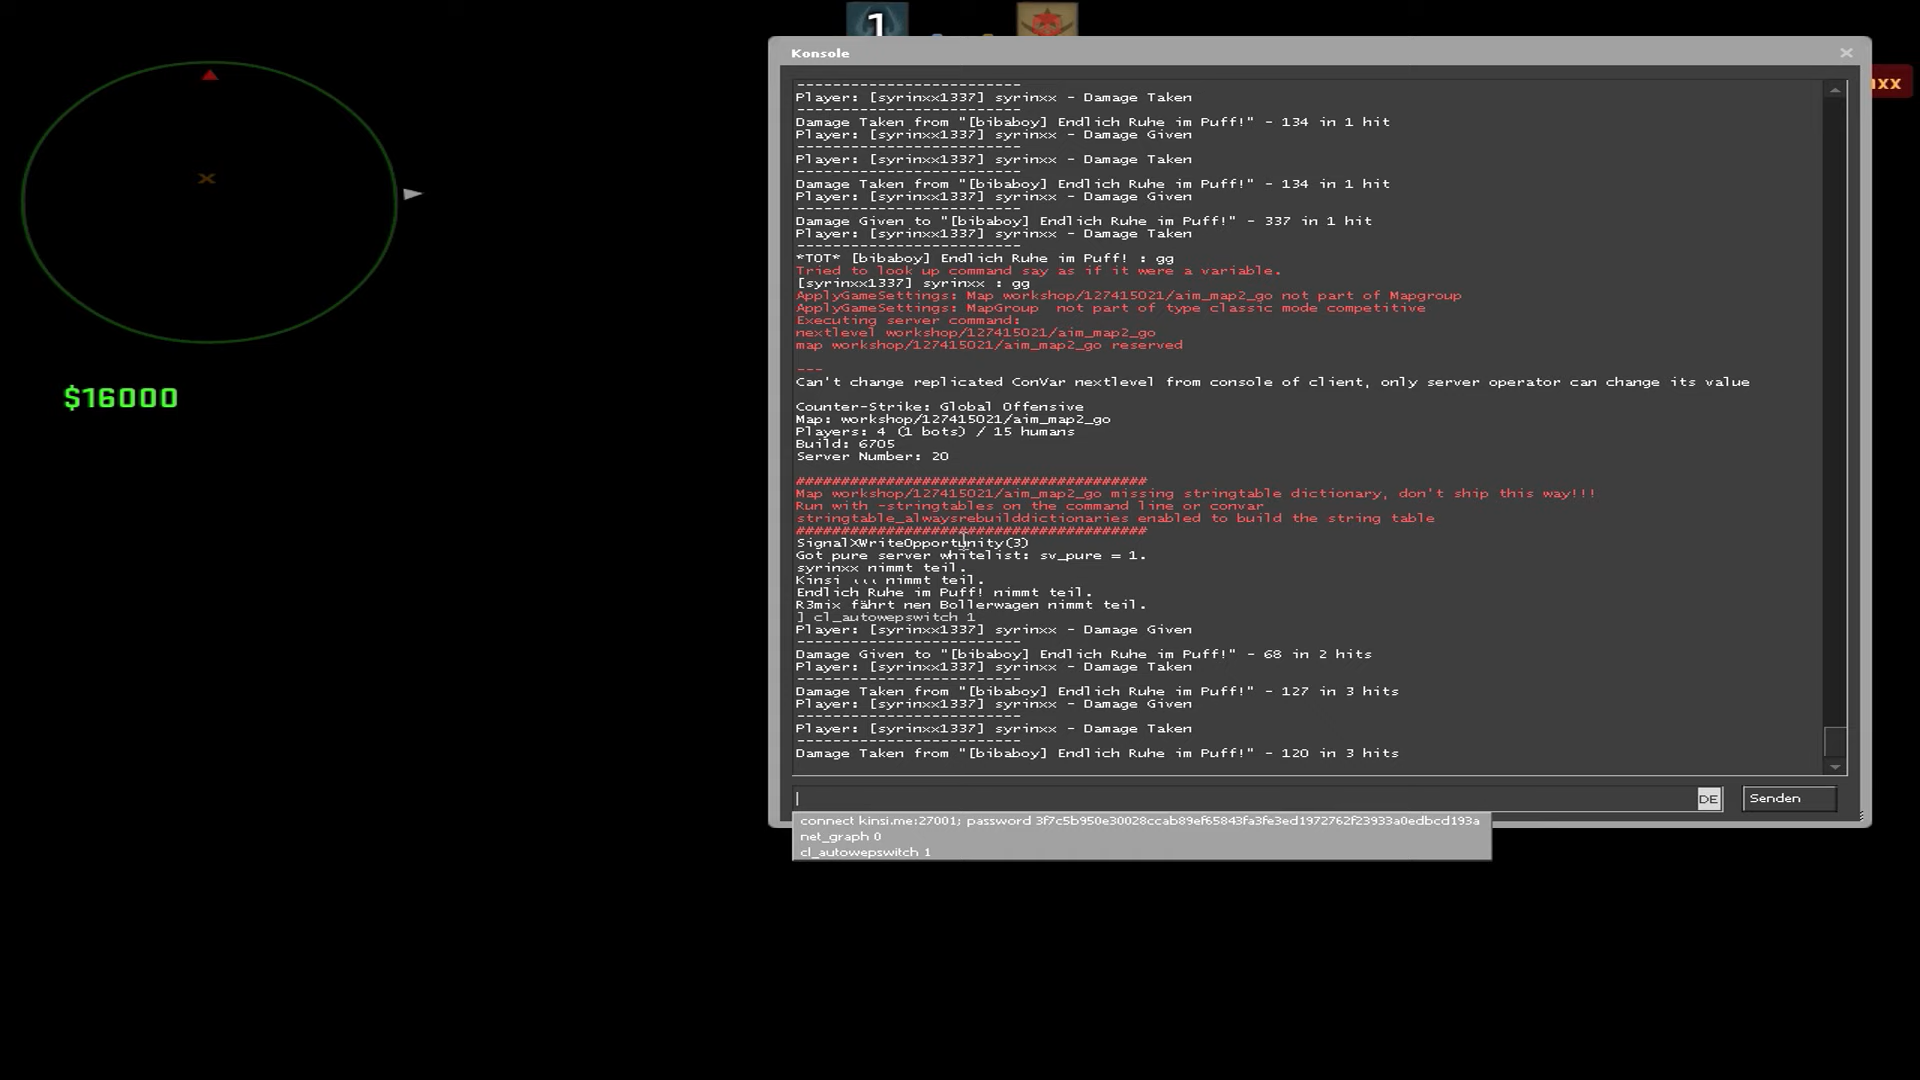 1
Konsole
xx
------------------------
Player: [syrinxx1337] syrinxx - Damage Taken
------------------------
Damage Taken from "[bibaboy] Endlich Ruhe im Puff!" - 134 in 1 hit
Player: [syrinxx1337] syrinxx - Damage Given
------------------------
Player: [syrinxx1337] syrinxx - Damage Taken
------------------------
Damage Taken from "[bibaboy] Endlich Ruhe im Puff!" - 134 in 1 hit
Player: [syrinxx1337] syrinxx - Damage Given
------------------------
Damage Given to "[bibaboy] Endlich Ruhe im Puff!" - 337 in 1 hit
Player: [syrinxx1337] syrinxx - Damage Taken
------------------------
*TOT* [bibaboy] Endlich Ruhe im Puff! : gg
Tried to look up command say as if it were a variable.
[syrinxx1337] syrinxx : gg
ApplyGameSettings: Map workshop/127415021/aim_map2_go not part of Mapgroup
ApplyGameSettings: MapGroup  not part of type classic mode competitive
Executing server command:
nextlevel workshop/127415021/aim_map2_go
map workshop/127415021/aim_map2_go reserved
---
Can't change replicated ConVar nextlevel from console of client, only server operator can change its value
Counter-Strike: Global Offensive
Map: workshop/127415021/aim_map2_go
Players: 4 (1 bots) / 15 humans
Build: 6705
Server Number: 20
#######################################
Map workshop/127415021/aim_map2_go missing stringtable dictionary, don't ship this way!!!
Run with -stringtables on the command line or convar
stringtable_alwaysrebuilddictionaries enabled to build the string table
#######################################
SignalXWriteOpportunity(3)
Got pure server whitelist: sv_pure = 1.
syrinxx nimmt teil.
Kinsi 、、、 nimmt teil.
Endlich Ruhe im Puff! nimmt teil.
R3mix fährt nen Bollerwagen nimmt teil.
] cl_autowepswitch 1
Player: [syrinxx1337] syrinxx - Damage Given
------------------------
Damage Given to "[bibaboy] Endlich Ruhe im Puff!" - 68 in 2 hits
Player: [syrinxx1337] syrinxx - Damage Taken
------------------------
Damage Taken from "[bibaboy] Endlich Ruhe im Puff!" - 127 in 3 hits
Player: [syrinxx1337] syrinxx - Damage Given
------------------------
Player: [syrinxx1337] syrinxx - Damage Taken
------------------------
Damage Taken from "[bibaboy] Endlich Ruhe im Puff!" - 120 in 3 hits
$16000
DE
Senden
connect kinsi.me:27001; password 3f7c5b950e30028ccab89ef65843fa3fe3ed1972762f23933a0edbcd193a
net_graph 0
cl_autowepswitch 1